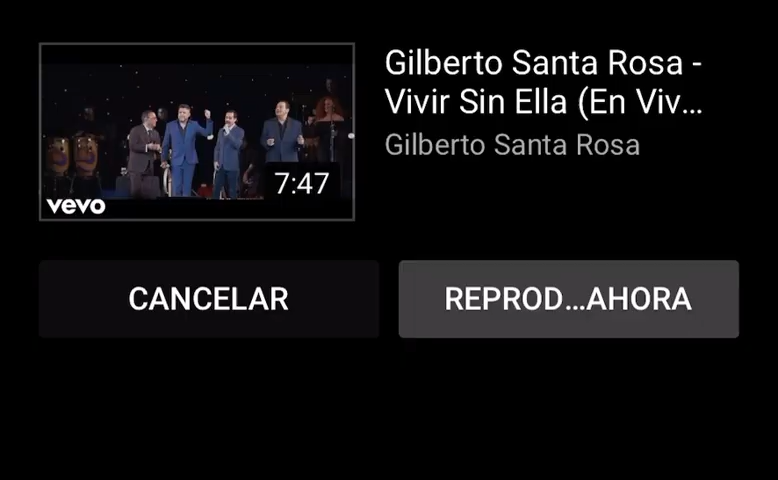 Gilberto Santa Rosa -
Vivir Sin Ella (En Viv...
Gilberto Santa Rosa
7:47
vevo
CANCELAR
REPROD...AHORA